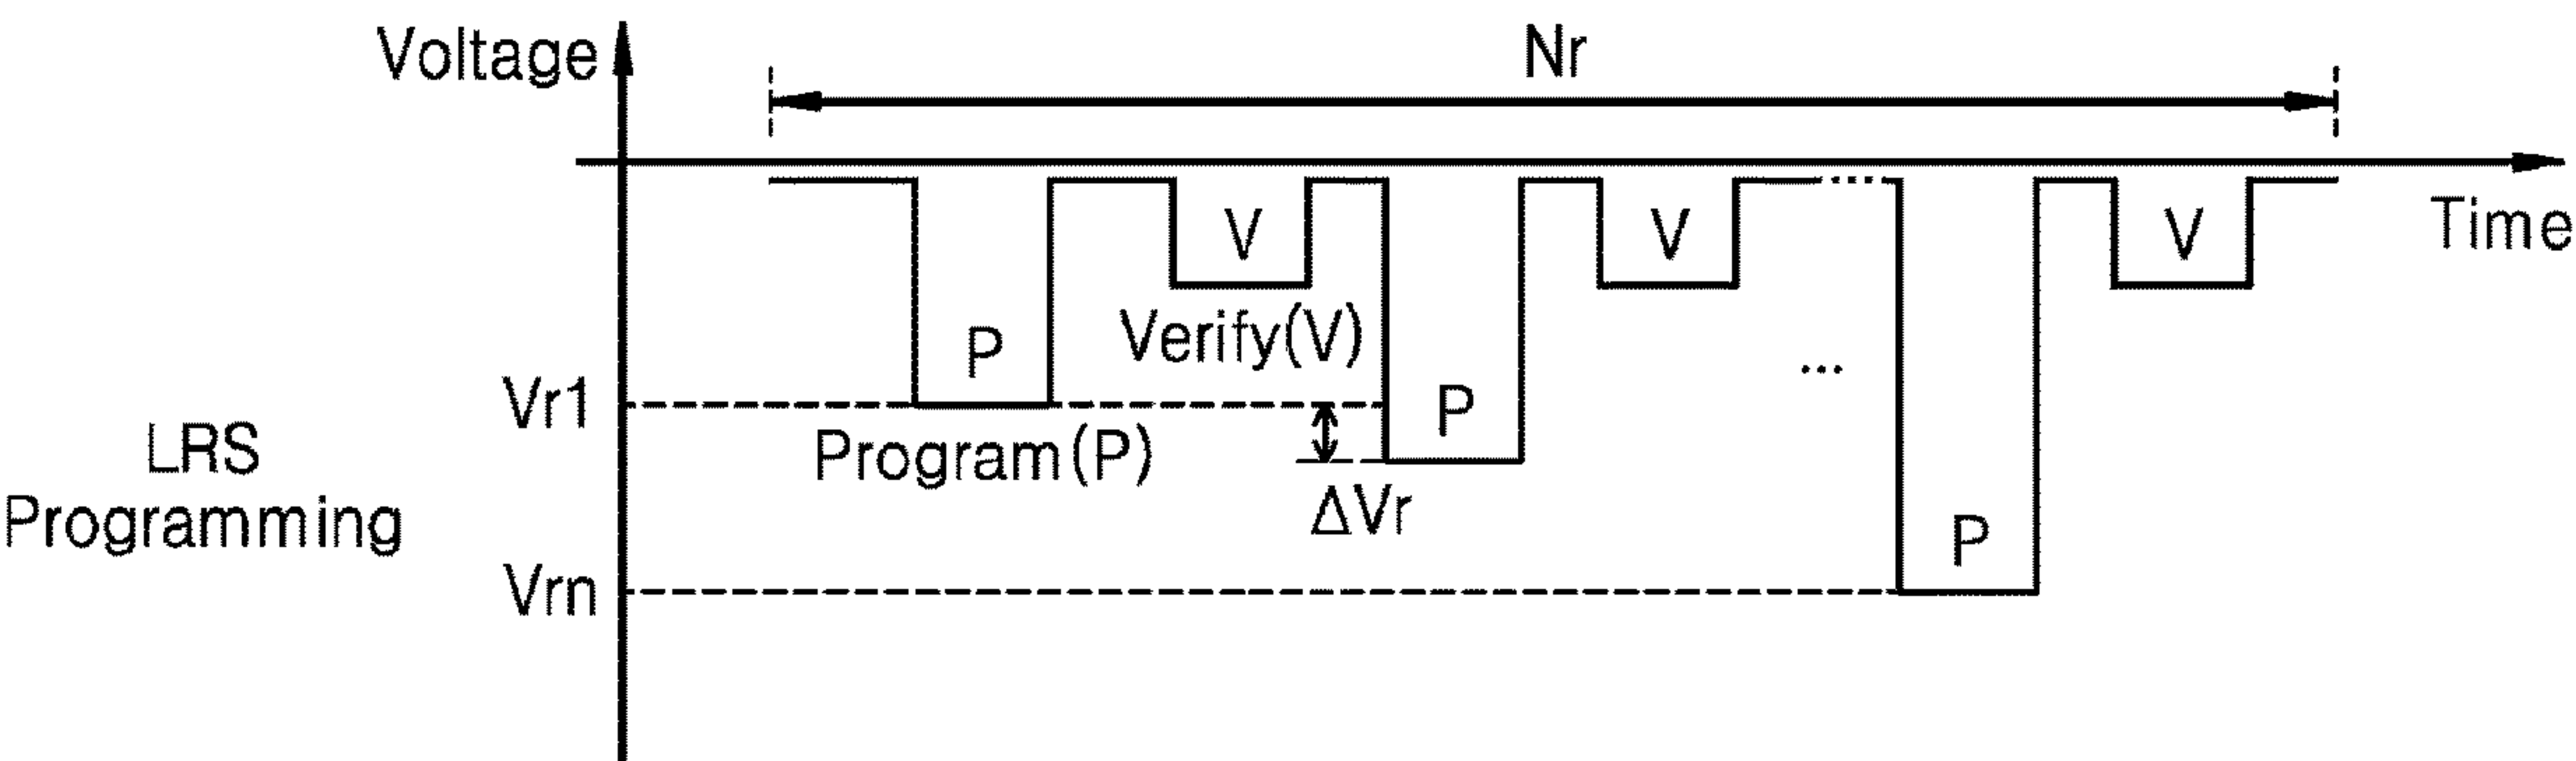 Voltage
Nr
Time
V
V
V
P
Verify(V)
P
...
Vr1
Program(P)
ΔVr
LRS
Programming
P
Vrn